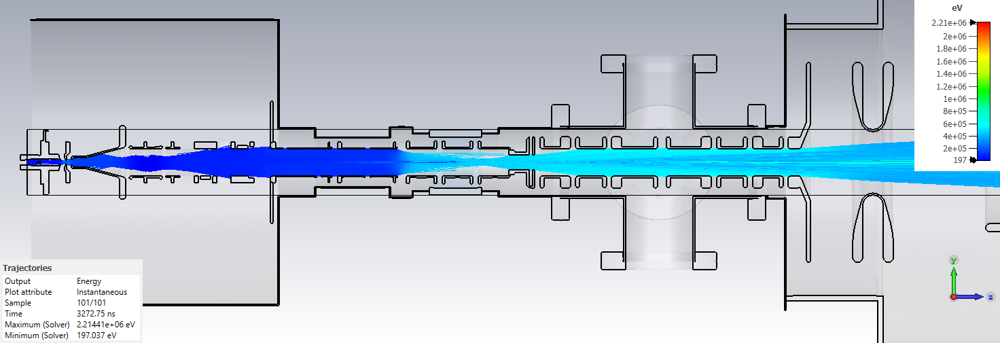 eV
2.21e+06
2e+06
1.8e+06
1.6e+06
1.4e+06
1.2e+06
1e+06
8e+05
6e+05
4e+05
2e+05
197
Trajectories
Output Energy
Plot attribute Instantaneous
Sample 101/101
Time 3272.75 ns
Maximum (Solver) 2.21441e+06 eV
Minimum (Solver) 197.037 eV
y
z